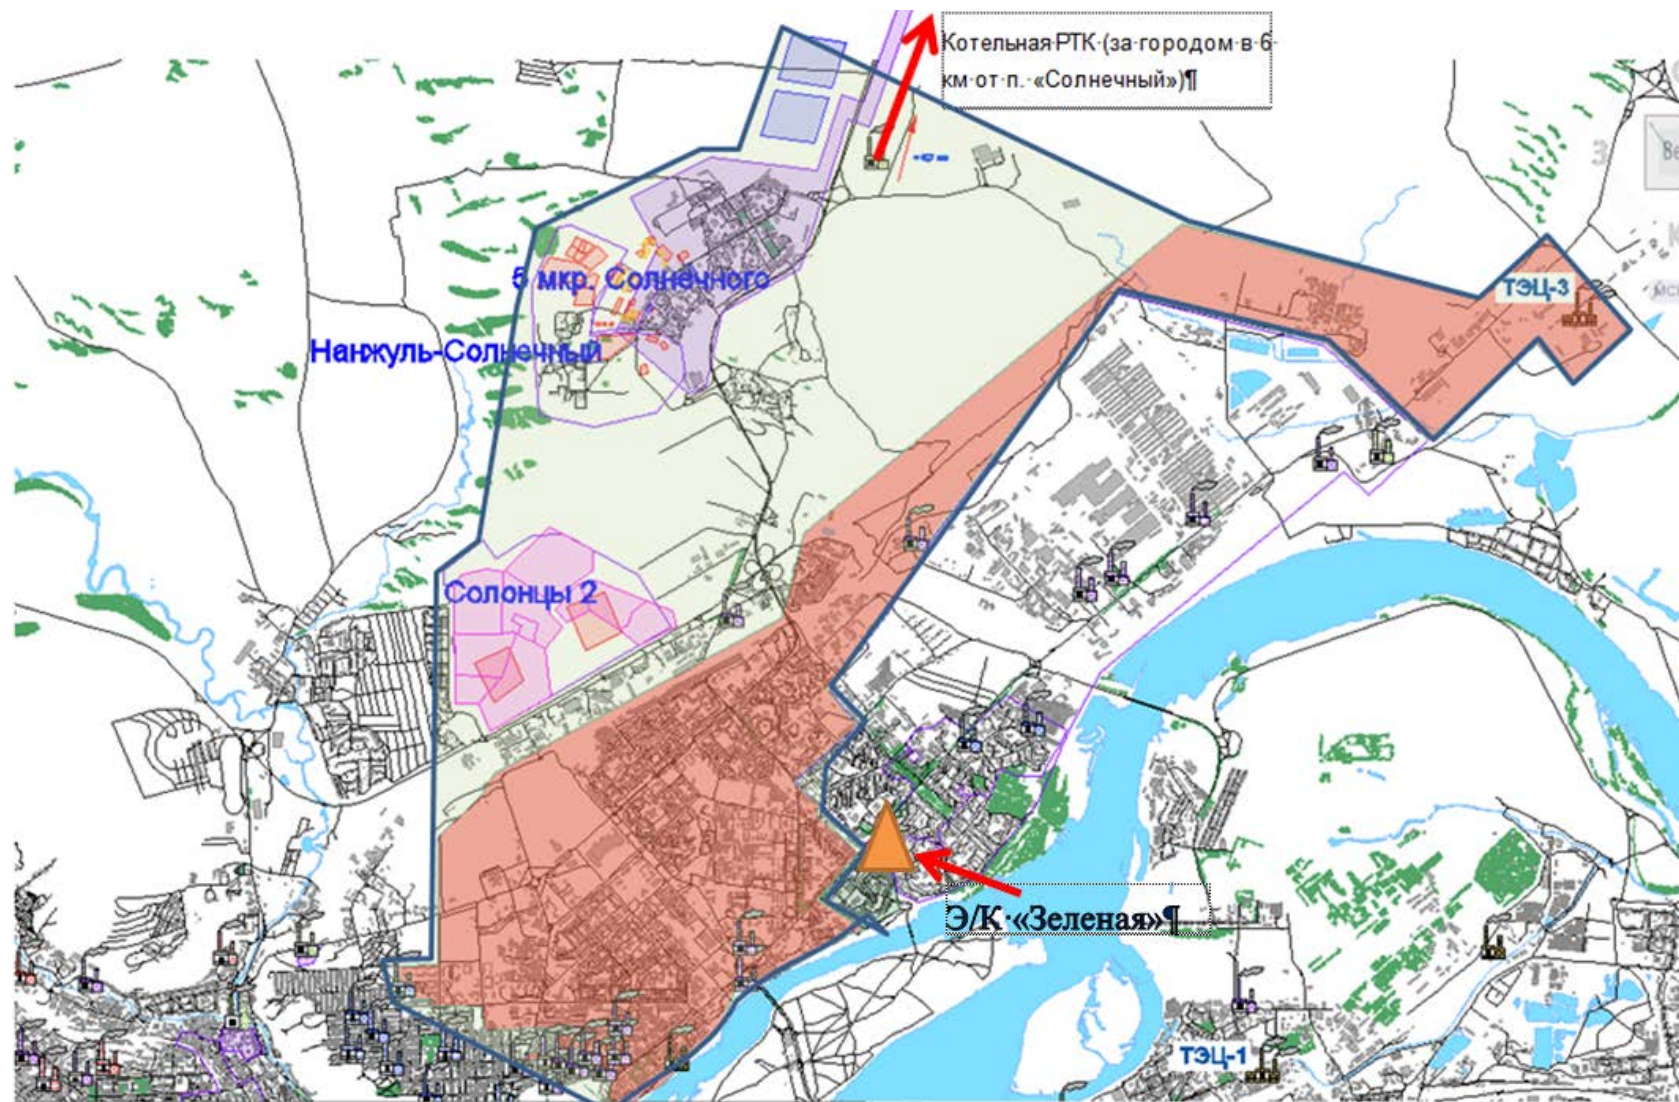 Котельная·РТК·(за·городом·в·6·
км·от·п.·«Солнечный»)¶
5 мкр. Солнечного
ТЭЦ-3
Нанжуль-Солнечный
Солонцы 2
Э/К·«Зеленая»¶
ТЭЦ-1